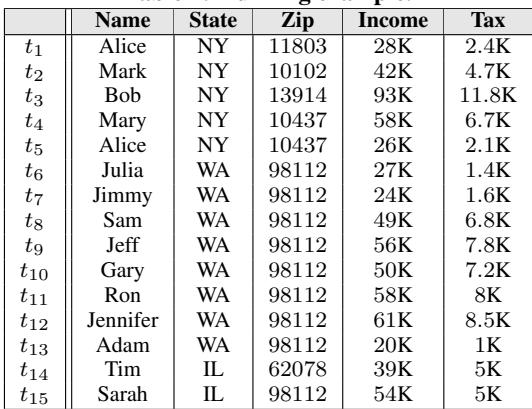 Name State Zip Income Tax
t1 Alice NY 11803 28K 2.4K
t2 Mark NY 10102 42K 4.7K
t3 Bob NY 13914 93K 11.8K
t4 Mary NY 10437 58K 6.7K
t5 Alice NY 10437 26K 2.1K
t6 Julia WA 98112 27K 1.4K
t7 Jimmy WA 98112 24K 1.6K
t8 Sam WA 98112 49K 6.8K
t9 Jeff WA 98112 56K 7.8K
t10 Gary WA 98112 50K 7.2K
t11 Ron WA 98112 58K 8K
t12 Jennifer WA 98112 61K 8.5K
t13 Adam WA 98112 20K 1K
t14 Tim IL 62078 39K 5K
t15 Sarah IL 98112 54K 5K